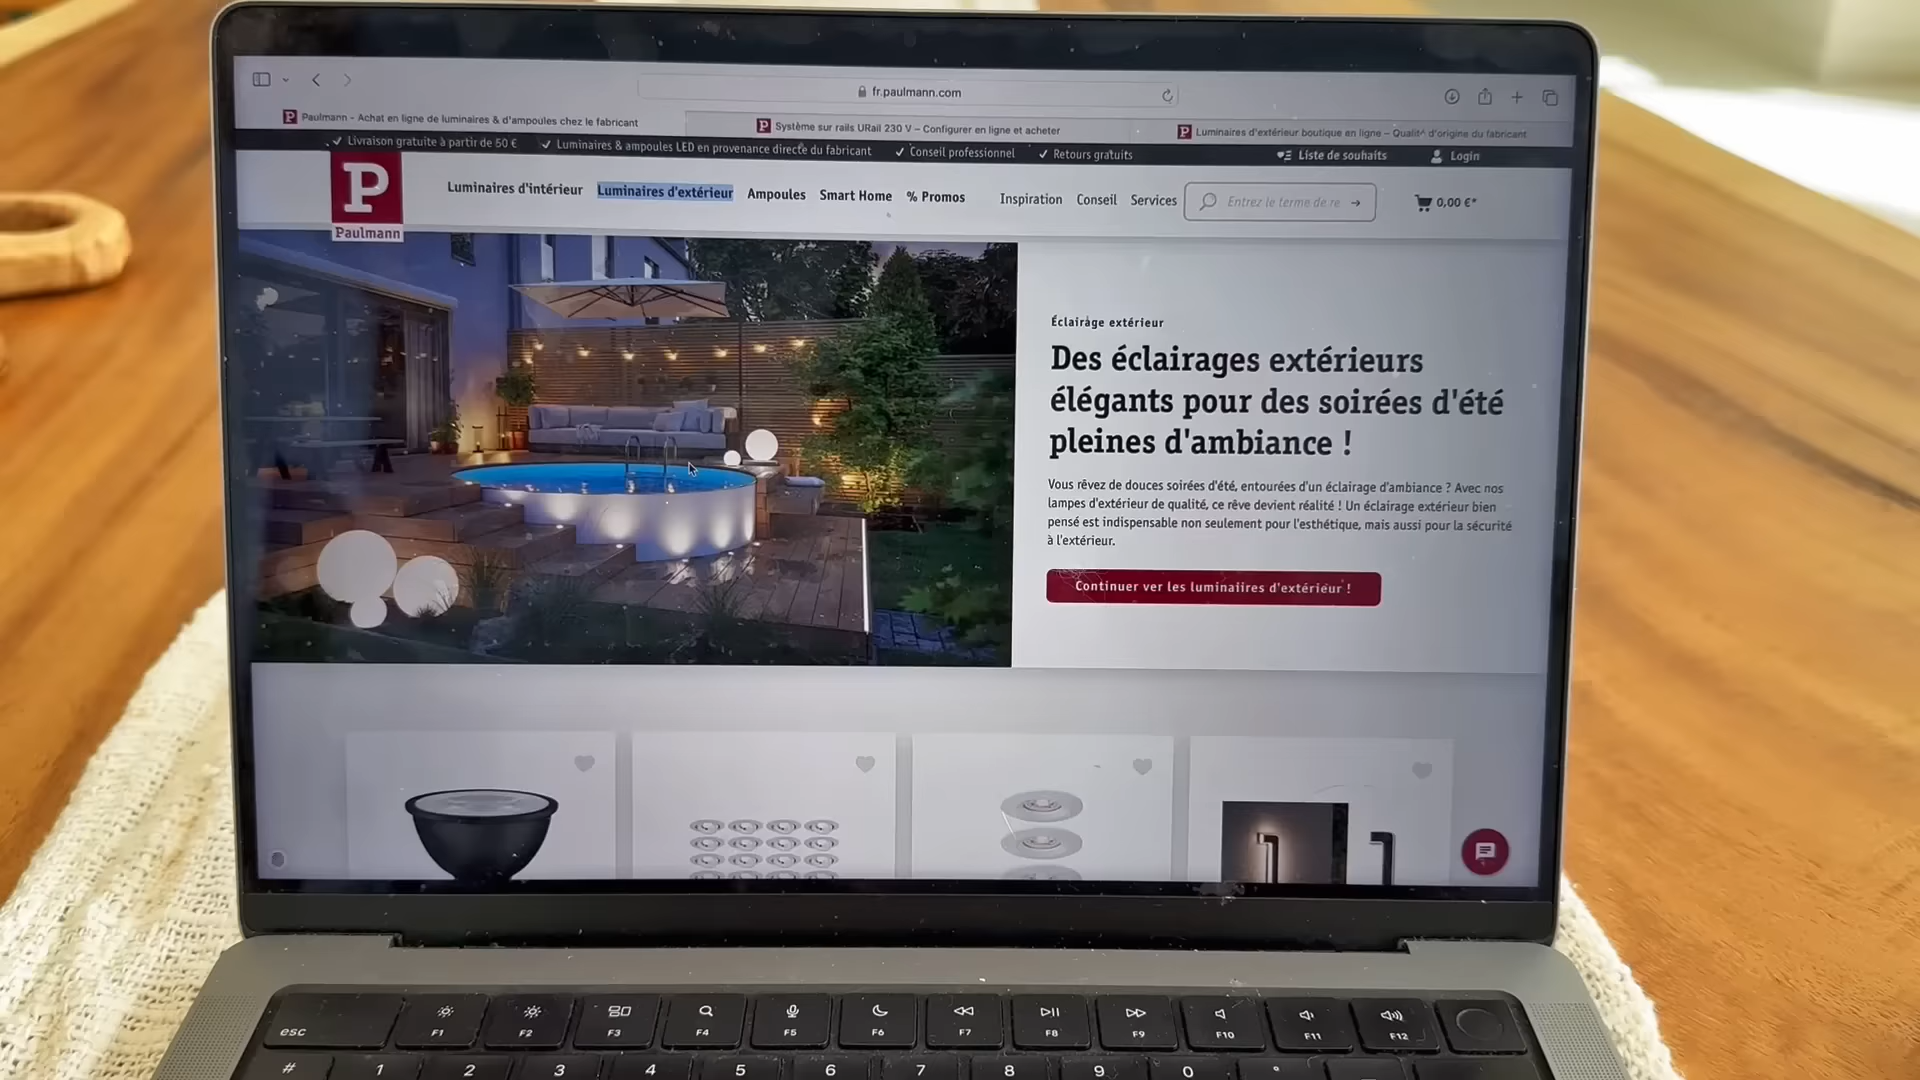 fr.paulmann.com
Paulmann - Achat en ligne de luminaires & d'ampoules chez le fabricant
Système sur rails URail 230 V – Configurer en ligne et acheter
Luminaires d'extérieur boutique en ligne – Qualité d'origine du fabricant
Livraison gratuite à partir de 50 €
Luminaires & ampoules LED en provenance directe du fabricant
Conseil professionnel
Retours gratuits
Liste de souhaits
Login
P
Paulmann
Luminaires d'intérieur
Luminaires d'extérieur
Ampoules
Smart Home
% Promos
Inspiration
Conseil
Services
Entrez le terme de re
0,00 €*
Éclairage extérieur
Des éclairages extérieurs
élégants pour des soirées d'été
pleines d'ambiance !
Vous rêvez de douces soirées d'été, entourées d'un éclairage d'ambiance ? Avec nos
lampes d'extérieur de qualité, ce rêve devient réalité ! Un éclairage extérieur bien
pensé est indispensable non seulement pour l'esthétique, mais aussi pour la sécurité
à l'extérieur.
Continuer ver les luminaiires d'extérieur !
esc F1 F2 F3 F4 F5 F6 F7 F8 F9 F10 F11 F12
# 1 2 3 4 5 6 7 8 9 0 °